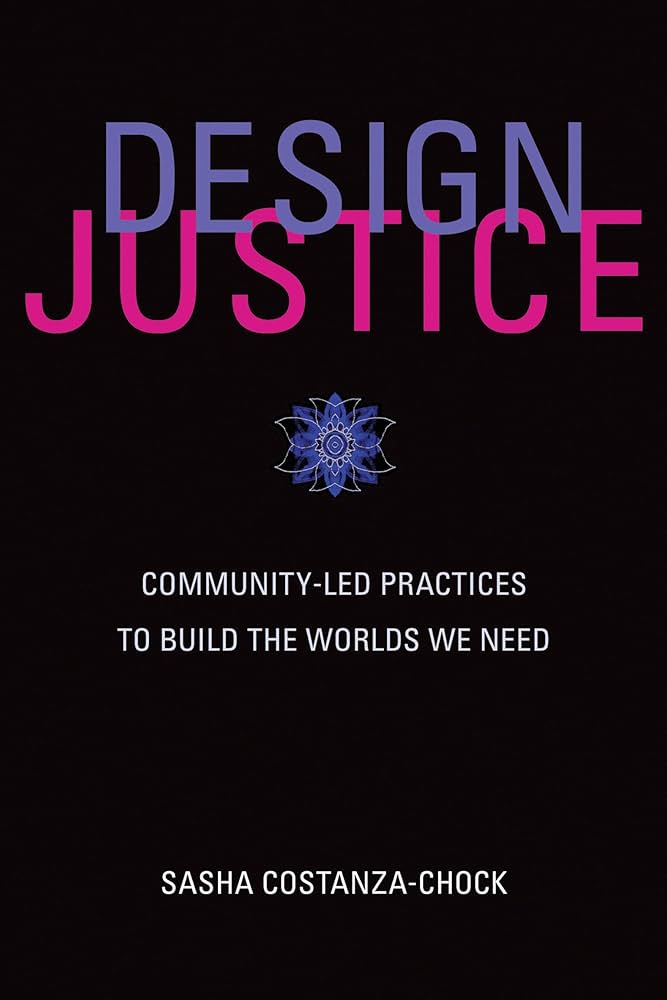 DESIGN
JUSTICE
COMMUNITY-LED PRACTICES
TO BUILD THE WORLDS WE NEED
SASHA COSTANZA-CHOCK